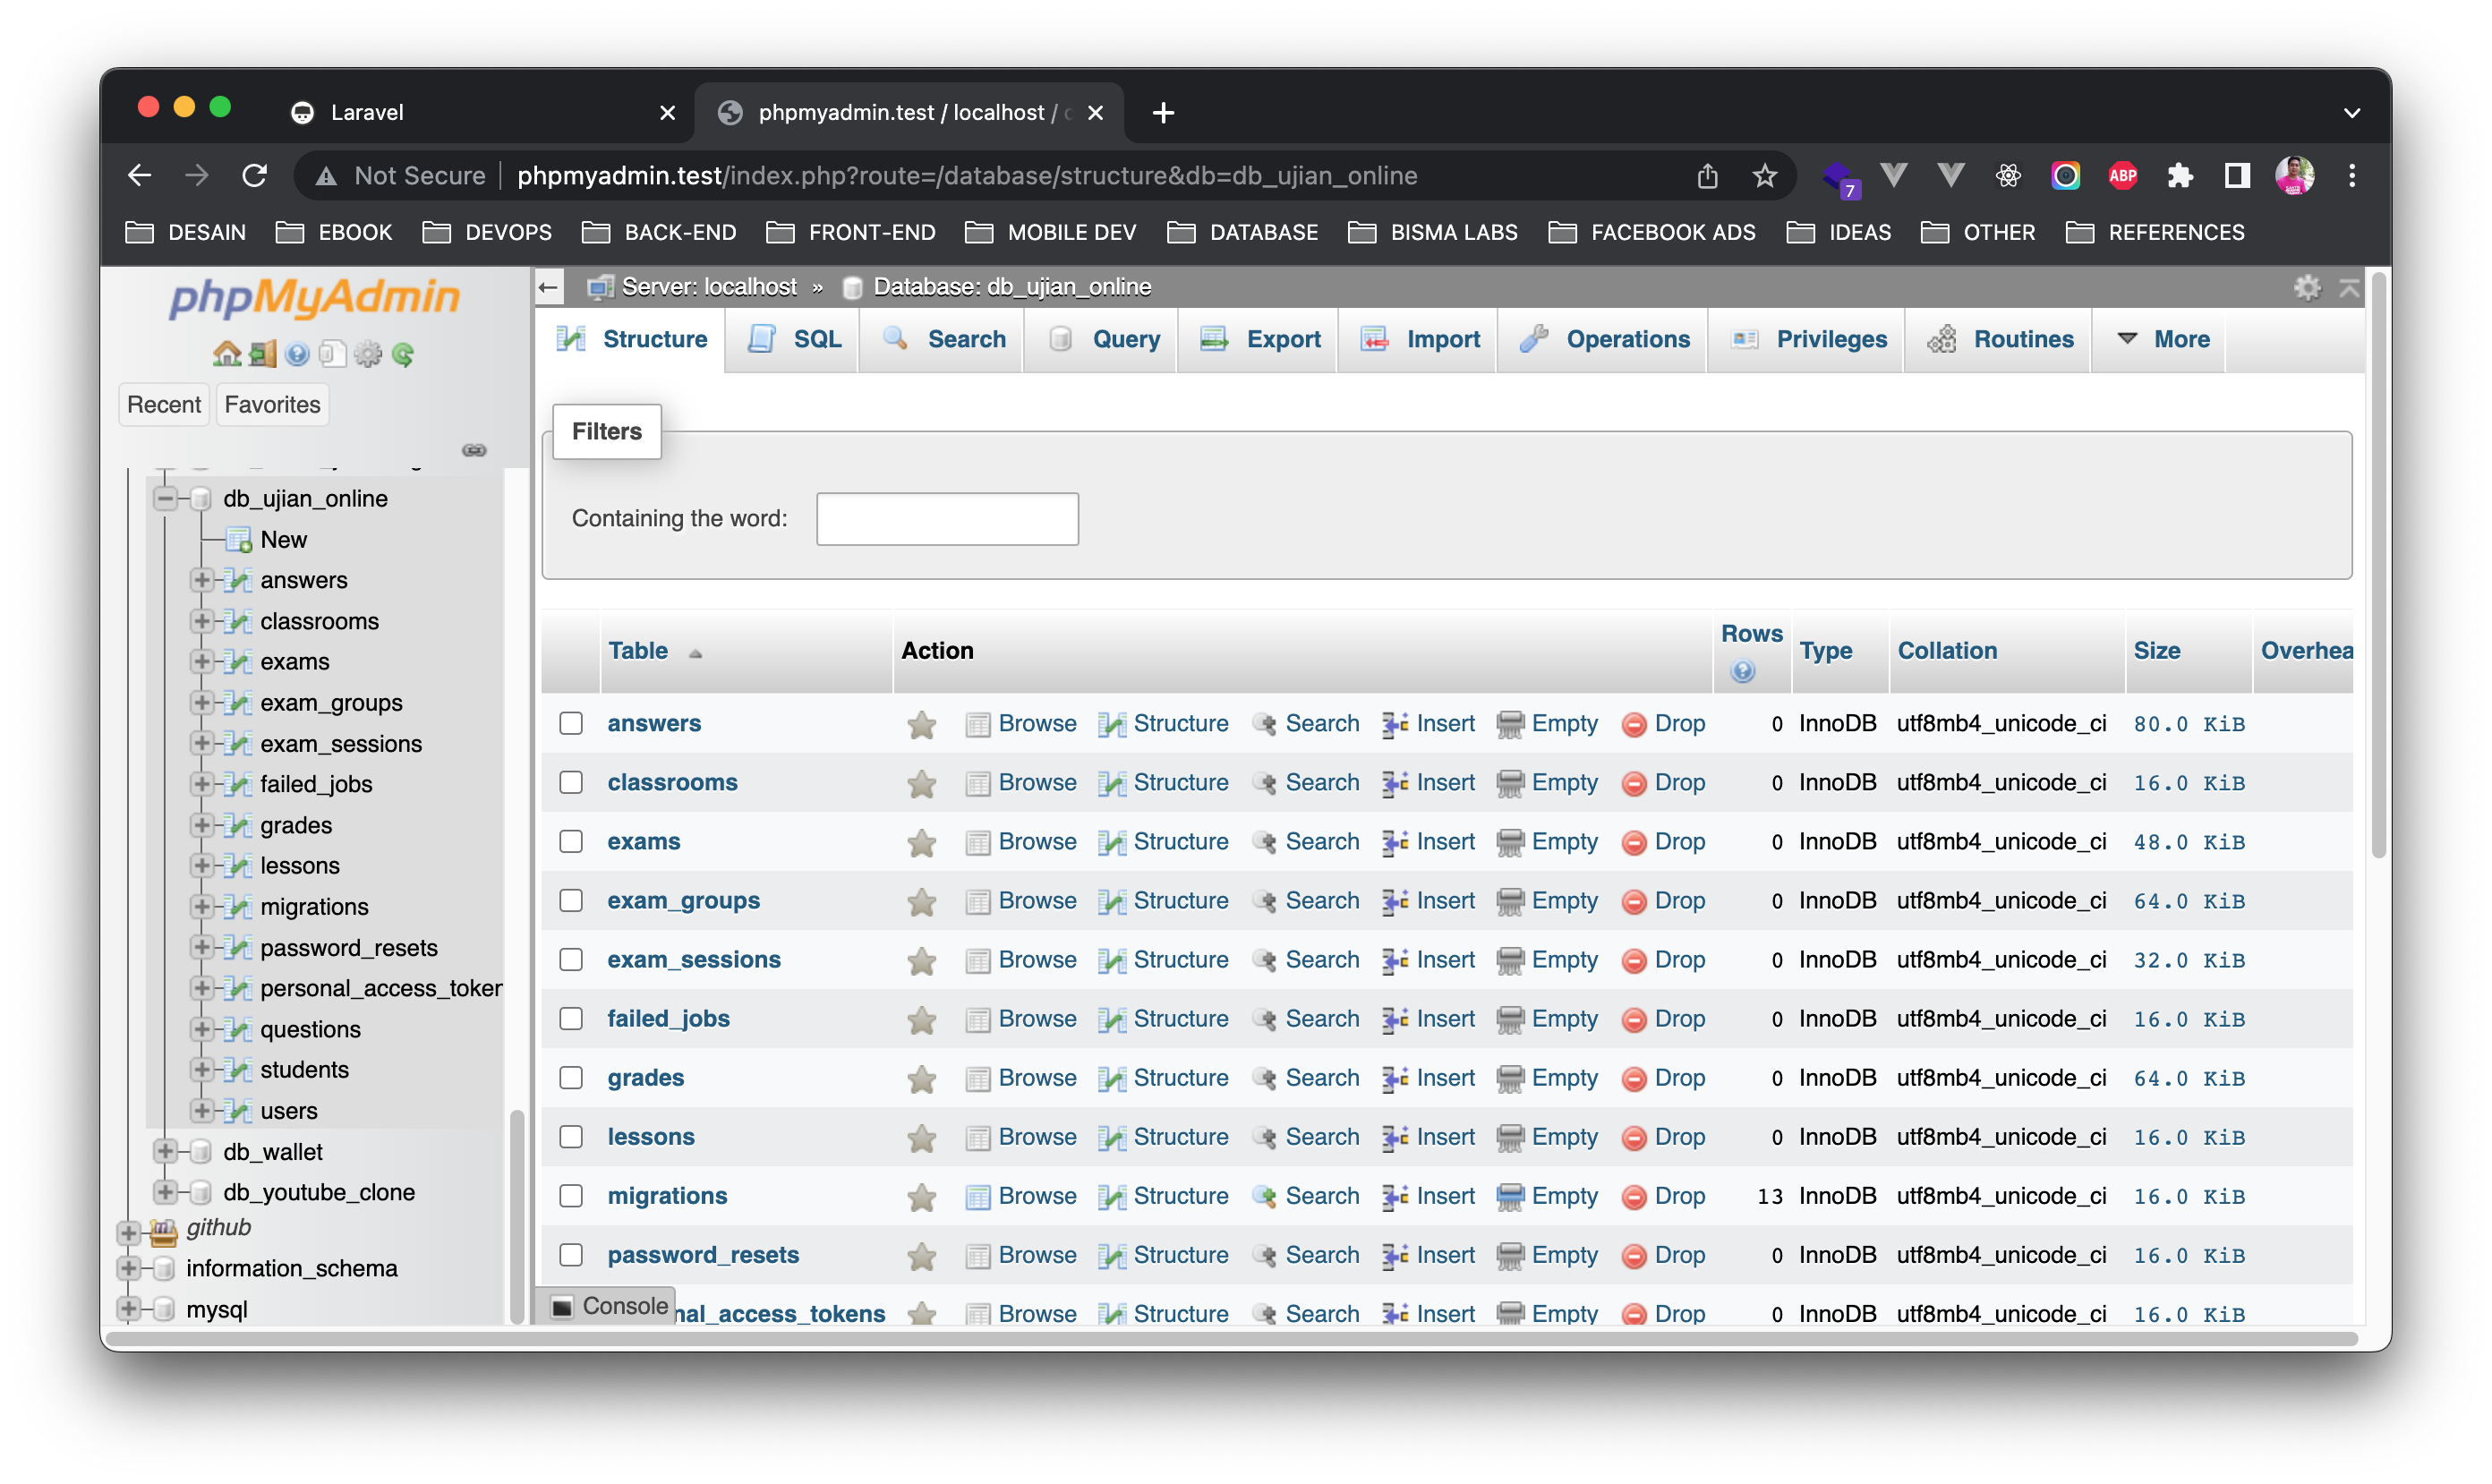 Laravel
phpmyadmin.test / localhost /
Not Secure phpmyadmin.test/index.php?route=/database/structure&db=db_ujian_online
7 ABP
DESAIN EBOOK DEVOPS BACK-END FRONT-END MOBILE DEV DATABASE BISMA LABS FACEBOOK ADS IDEAS OTHER REFERENCES
phpMyAdmin
Recent Favorites
db_ujian_online
New
answers
classrooms
exams
exam_groups
exam_sessions
failed_jobs
grades
lessons
migrations
password_resets
personal_access_token
questions
students
users
db_wallet
db_youtube_clone
github
information_schema
mysql
Server: localhost » Database: db_ujian_online
Structure SQL Search Query Export Import Operations Privileges Routines More
Filters
Containing the word:
Table Action Rows Type Collation Size Overhea
answers Browse Structure Search Insert Empty Drop 0 InnoDB utf8mb4_unicode_ci 80.0 KiB
classrooms Browse Structure Search Insert Empty Drop 0 InnoDB utf8mb4_unicode_ci 16.0 KiB
exams Browse Structure Search Insert Empty Drop 0 InnoDB utf8mb4_unicode_ci 48.0 KiB
exam_groups Browse Structure Search Insert Empty Drop 0 InnoDB utf8mb4_unicode_ci 64.0 KiB
exam_sessions Browse Structure Search Insert Empty Drop 0 InnoDB utf8mb4_unicode_ci 32.0 KiB
failed_jobs Browse Structure Search Insert Empty Drop 0 InnoDB utf8mb4_unicode_ci 16.0 KiB
grades Browse Structure Search Insert Empty Drop 0 InnoDB utf8mb4_unicode_ci 64.0 KiB
lessons Browse Structure Search Insert Empty Drop 0 InnoDB utf8mb4_unicode_ci 16.0 KiB
migrations Browse Structure Search Insert Empty Drop 13 InnoDB utf8mb4_unicode_ci 16.0 KiB
password_resets Browse Structure Search Insert Empty Drop 0 InnoDB utf8mb4_unicode_ci 16.0 KiB
nal_access_tokens Browse Structure Search Insert Empty Drop 0 InnoDB utf8mb4_unicode_ci 16.0 KiB
Console